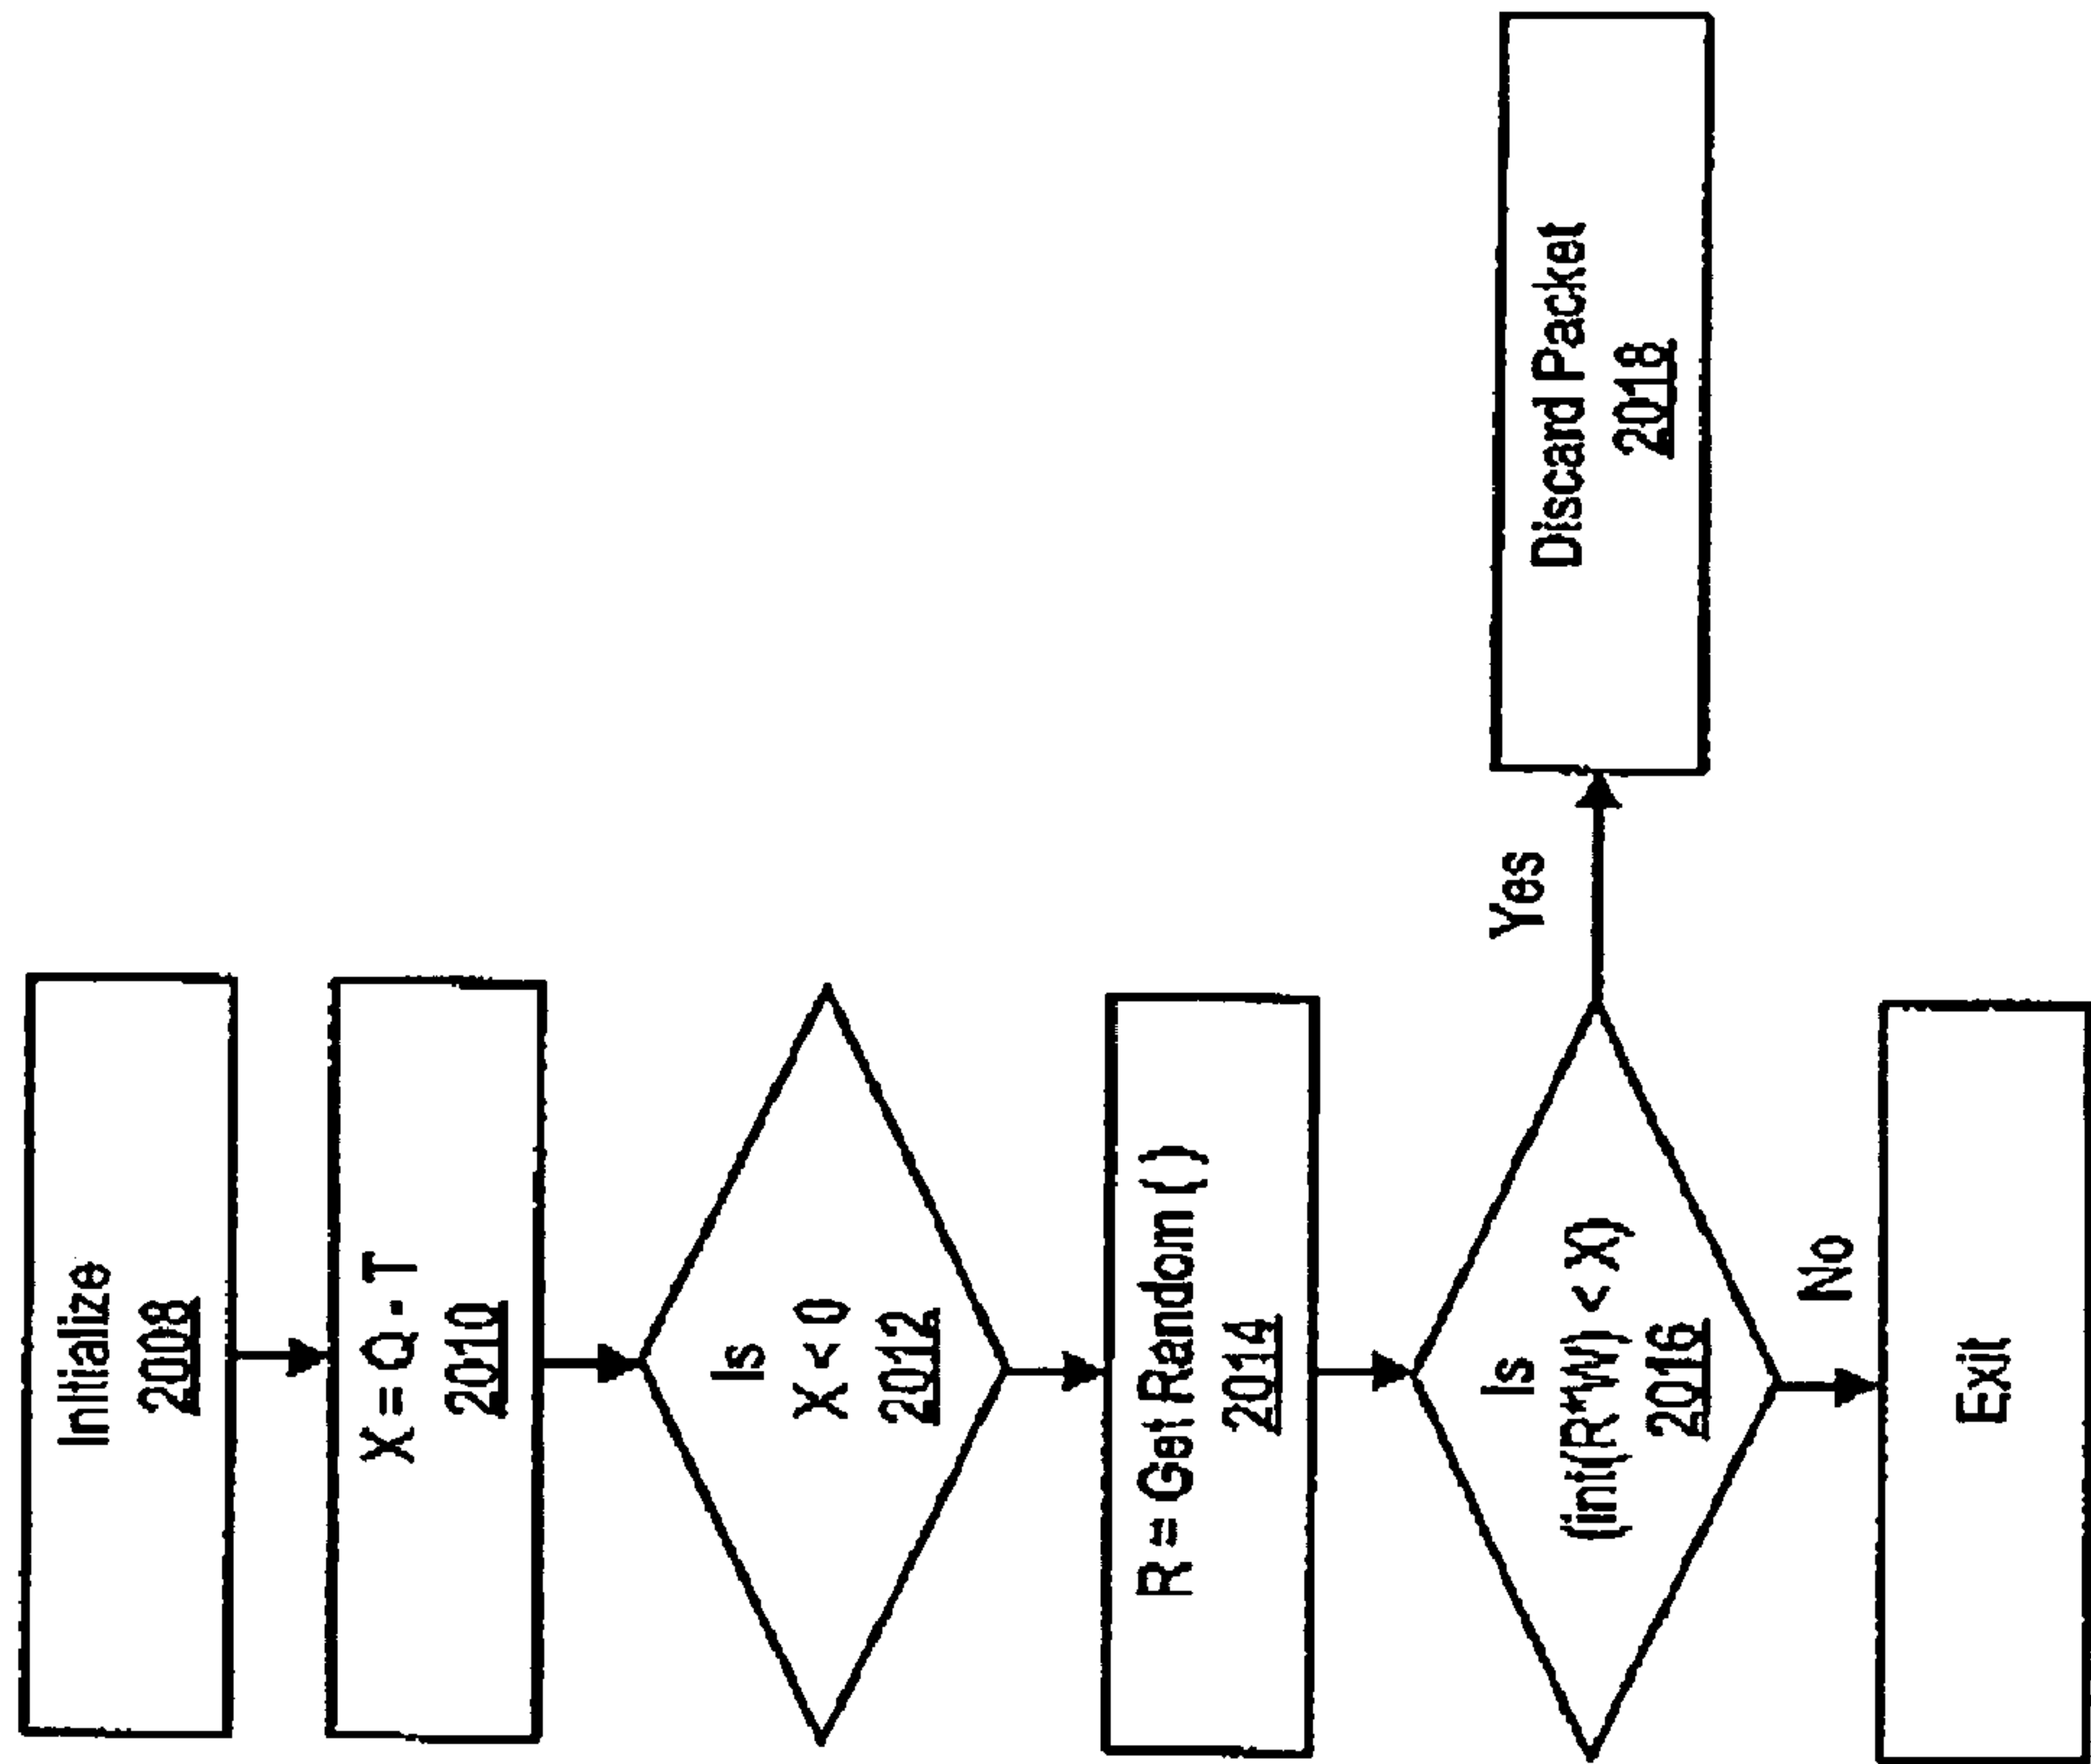 Initialize
2008
X = Q - T
2010
Is
X < 0
2012
R = Get Random ( )
2014
Is
(int(R*W) < X)
2016
Yes
Discard Packet
2018
No
Exit